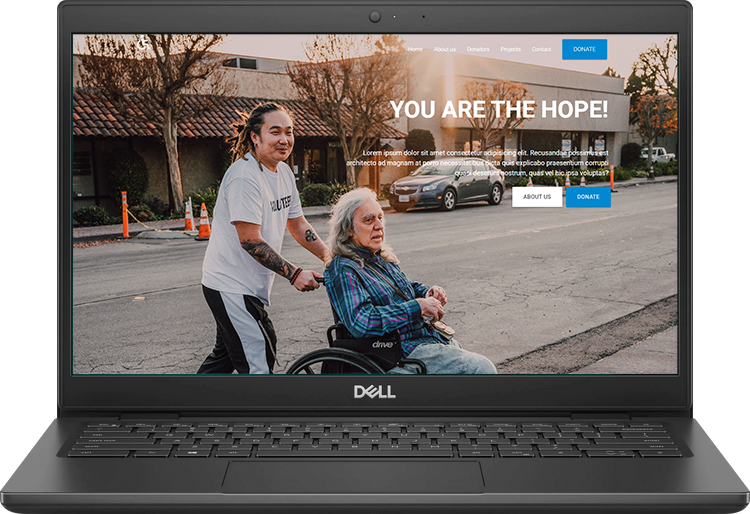 Home About us Donators Projects Contact DONATE
YOU ARE THE HOPE!
Lorem ipsum dolor sit amet consectetur adipisicing elit. Recusandae possimus est
architecto ad magnam at porro necessitatibus dicta quis explicabo praesentium corrupti
quasi deserunt nostrum, quas vel hic ipsa voluptas?
ABOUT US DONATE
drive
DELL